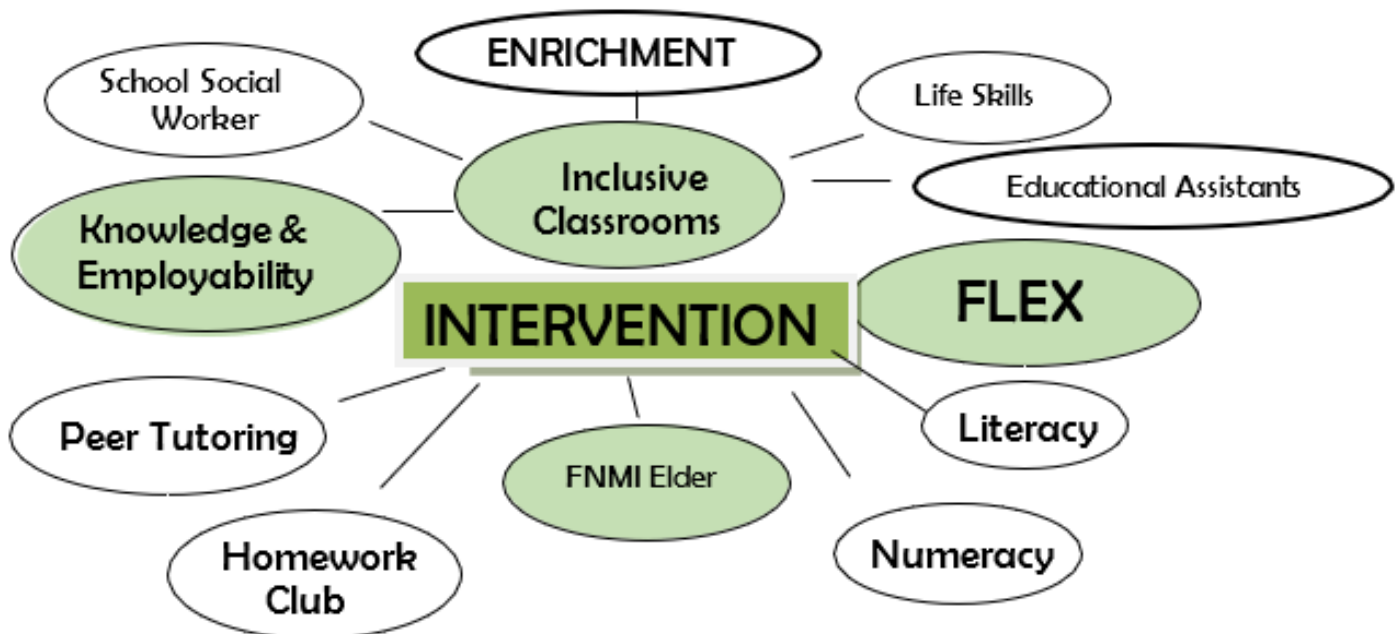 ENRICHMENT
School Social
Worker
Life Skills
Inclusive
Classrooms
Educational Assistants
Knowledge &
Employability
FLEX
INTERVENTION
Peer Tutoring
Literacy
FNMI Elder
Homework
Club
Numeracy